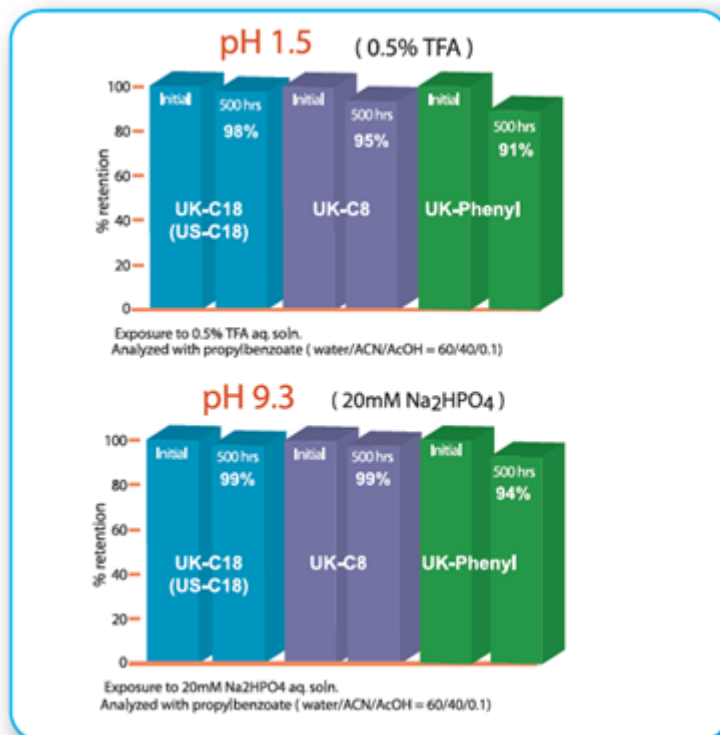 pH 1.5 ( 0.5% TFA )
% retention
100
80
60
40
20
0
Initial
500 hrs
98%
UK-C18
(US-C18)
Initial
500 hrs
95%
UK-C8
Initial
500 hrs
91%
UK-Phenyl
Exposure to 0.5% TFA aq. soln.
Analyzed with propylbenzoate ( water/ACN/AcOH = 60/40/0.1)
pH 9.3 ( 20mM Na2HPO4 )
% retention
100
80
60
40
20
0
Initial
500 hrs
99%
UK-C18
(US-C18)
Initial
500 hrs
99%
UK-C8
Initial
500 hrs
94%
UK-Phenyl
Exposure to 20mM Na2HPO4 aq. soln.
Analyzed with propylbenzoate ( water/ACN/AcOH = 60/40/0.1)